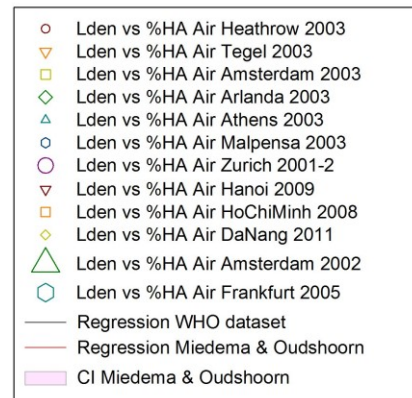 Lden vs %HA Air Heathrow 2003
Lden vs %HA Air Tegel 2003
Lden vs %HA Air Amsterdam 2003
Lden vs %HA Air Arlanda 2003
Lden vs %HA Air Athens 2003
Lden vs %HA Air Malpensa 2003
Lden vs %HA Air Zurich 2001-2
Lden vs %HA Air Hanoi 2009
Lden vs %HA Air HoChiMinh 2008
Lden vs %HA Air DaNang 2011
Lden vs %HA Air Amsterdam 2002
Lden vs %HA Air Frankfurt 2005
Regression WHO dataset
Regression Miedema & Oudshoorn
CI Miedema & Oudshoorn